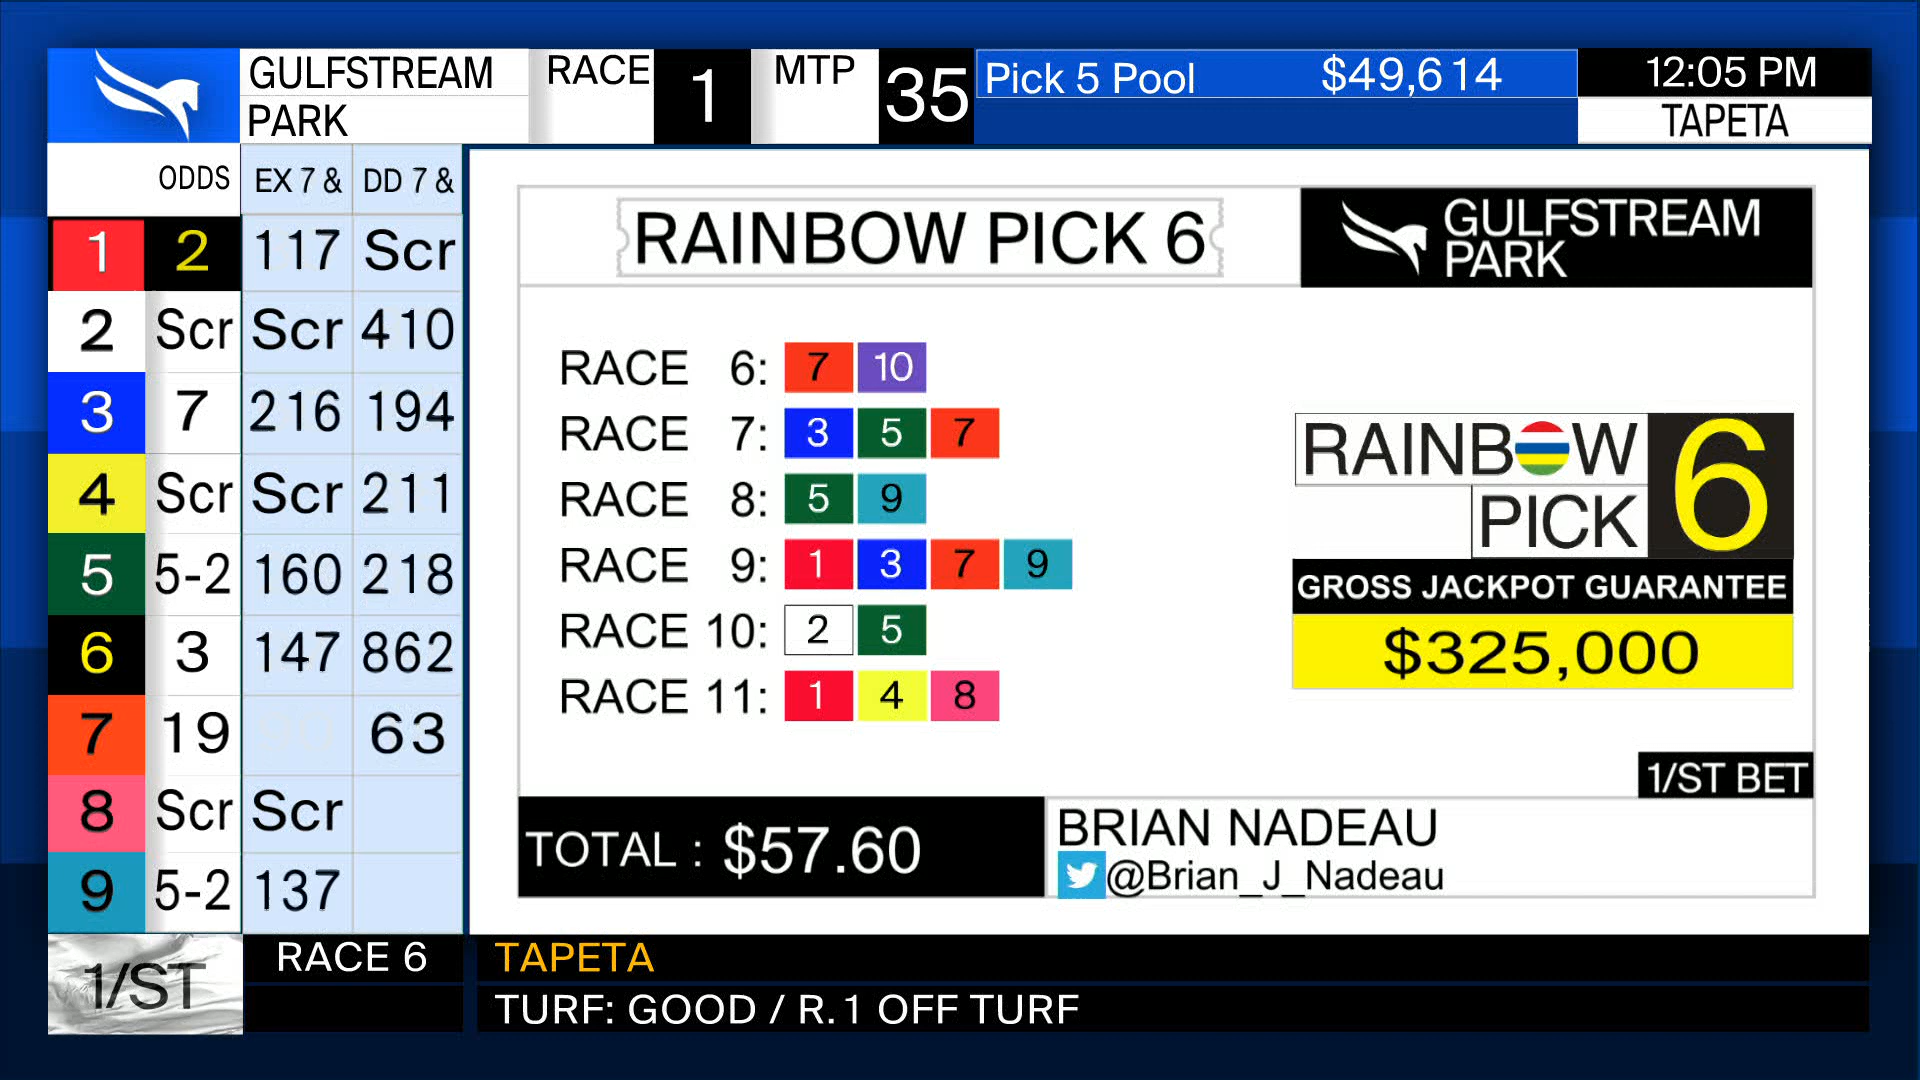 GULFSTREAM PARK RACE 1 MTP 35 Pick 5 Pool $49,614 12:05 PM
TAPETA
ODDS EX 7 & DD 7 &
1 2 117 Scr
2 Scr Scr 410
3 7 216 194
4 Scr Scr 211
5 5-2 160 218
6 3 147 862
7 19 63
8 Scr Scr
9 5-2 137
RAINBOW PICK 6
GULFSTREAM
PARK
RACE 6: 7 10
RACE 7: 3 5 7
RACE 8: 5 9
RACE 9: 1 3 7 9
RACE 10: 2 5
RACE 11: 1 4 8
RAINBOW
PICK 6
GROSS JACKPOT GUARANTEE
$325,000
1/ST BET
TOTAL : $57.60
BRIAN NADEAU
@Brian_J_Nadeau
1/ST
RACE 6
TAPETA
TURF: GOOD / R.1 OFF TURF